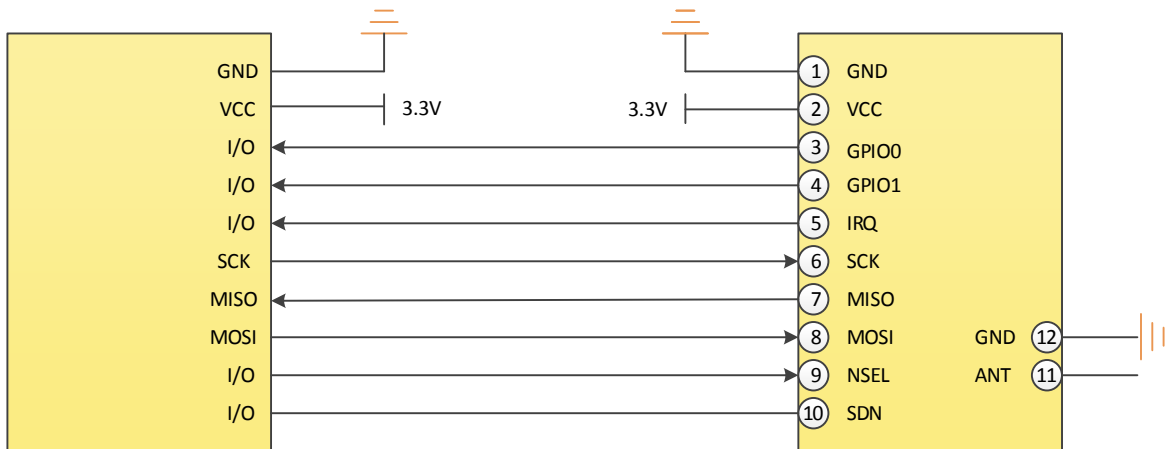 GND 1 GND
VCC 3.3V 3.3V 2 VCC
I/O 3 GPIO0
I/O 4 GPIO1
I/O 5 IRQ
SCK 6 SCK
MISO 7 MISO
MOSI 8 MOSI GND 12
I/O 9 NSEL ANT 11
I/O 10 SDN